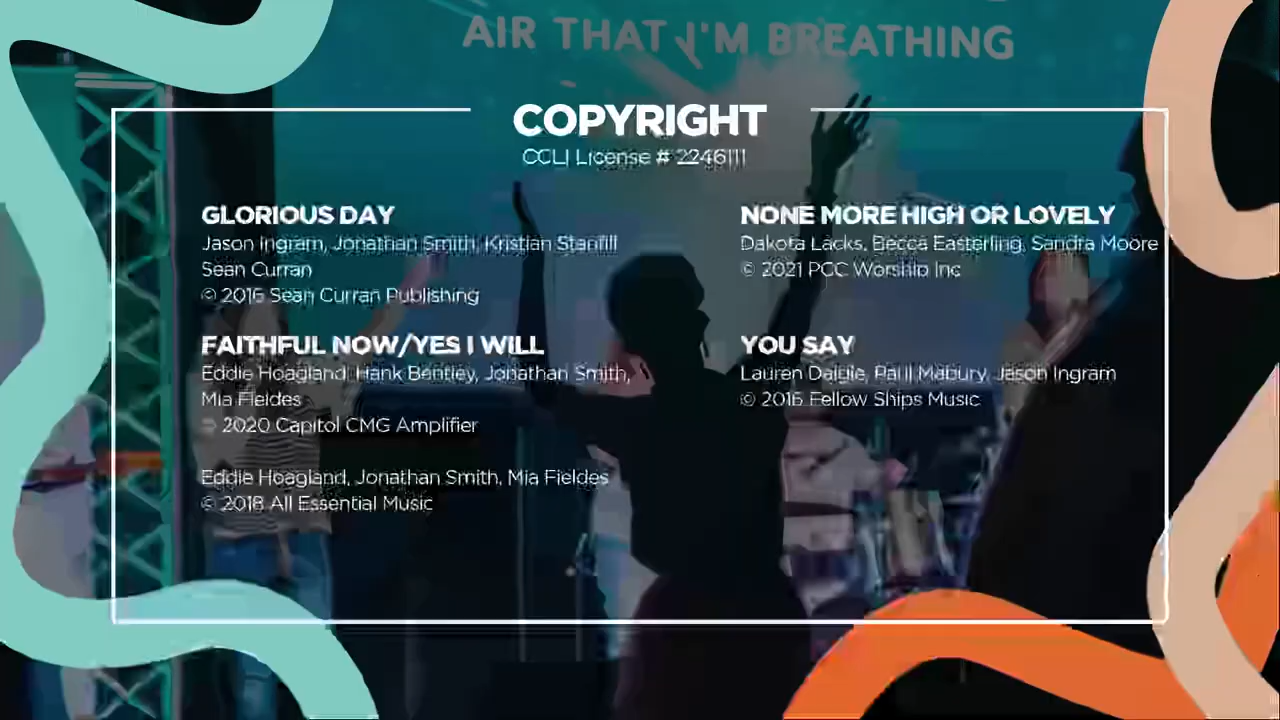 AIR THAT I'M BREATHING
COPYRIGHT
CCLI License # 2246111
GLORIOUS DAY
Jason Ingram, Jonathan Smith, Kristian Stanfill
Sean Curran
© 2016 Sean Curran Publishing
FAITHFUL NOW/YES I WILL
Eddie Hoagland, Hank Bentley, Jonathan Smith,
Mia Fieldes
© 2020 Capitol CMG Amplifier
Eddie Hoagland, Jonathan Smith, Mia Fieldes
© 2018 All Essential Music
NONE MORE HIGH OR LOVELY
Dakota Lacks, Becca Easterling, Sandra Moore
© 2021 PCC Worship Inc
YOU SAY
Lauren Daigle, Paul Mabury, Jason Ingram
© 2016 Fellow Ships Music